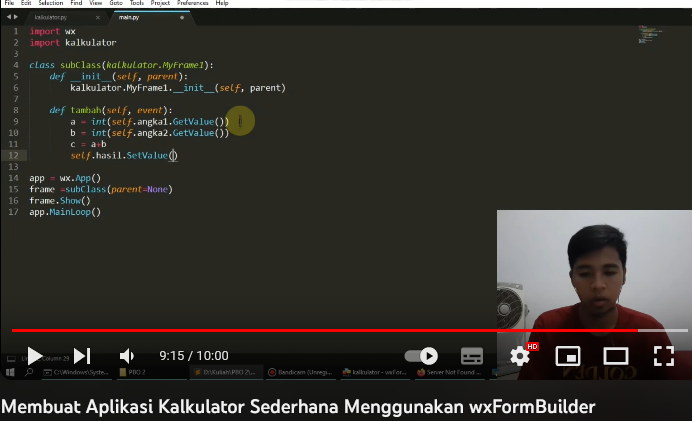 File Edit Selection Find View Goto Tools Project Preferences Help
kalkulator.py
main.py
1 import wx
2 import kalkulator
3
4 class subClass(kalkulator.MyFrame1):
5 def __init__(self, parent):
6 kalkulator.MyFrame1.__init__(self, parent)
7
8 def tambah(self, event):
9 a = int(self.angka1.GetValue())
10 b = int(self.angka2.GetValue())
11 c = a+b
12 self.hasil.SetValue()
13
14 app = wx.App()
15 frame =subClass(parent=None)
16 frame.Show()
17 app.MainLoop()
9:15 / 10:00
HD
Column 29
C:\Windows\Syste...
PBO 2
D:\Kuliah\PBO 2\...
Bandicam (Unregi...
kalkulator - wxFor...
Server Not Found ...
Membuat Aplikasi Kalkulator Sederhana Menggunakan wxFormBuilder